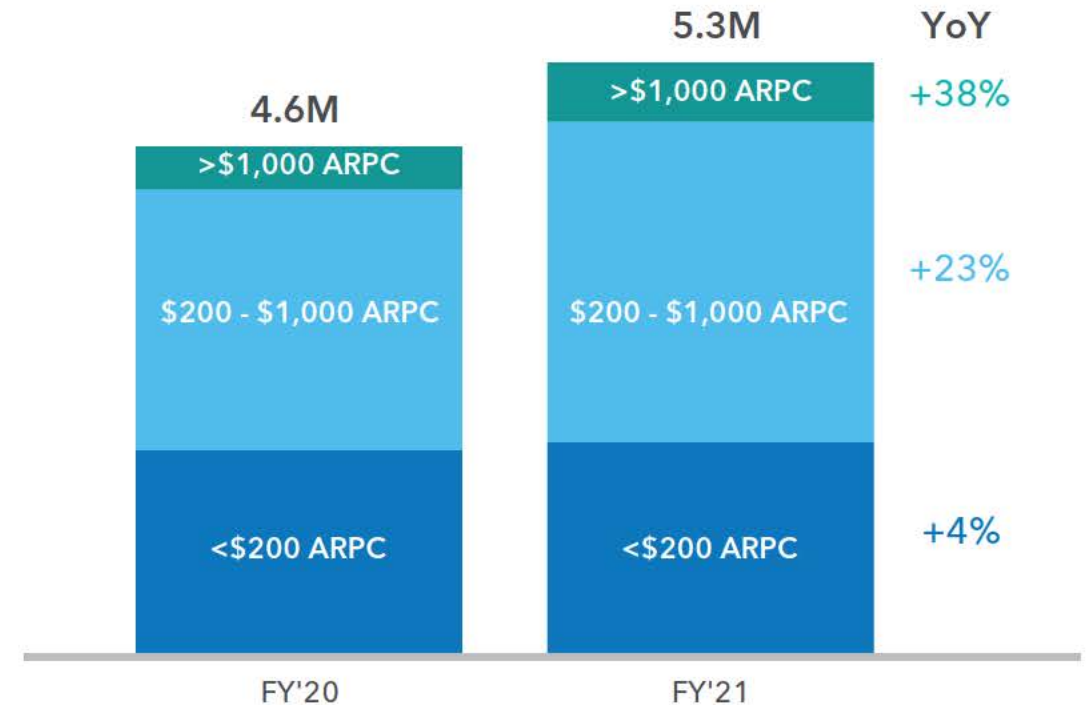 5.3M YoY
4.6M
>$1,000 ARPC +38%
>$1,000 ARPC
+23%
$200 - $1,000 ARPC $200 - $1,000 ARPC
+4%
<$200 ARPC <$200 ARPC
FY'20 FY'21